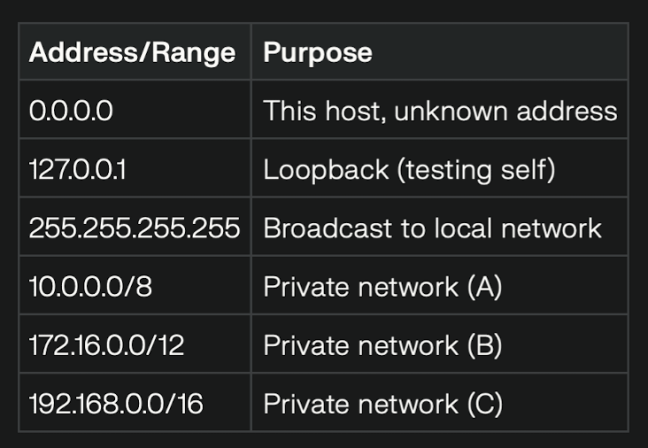 Address/Range Purpose
0.0.0.0 This host, unknown address
127.0.0.1 Loopback (testing self)
255.255.255.255 Broadcast to local network
10.0.0.0/8 Private network (A)
172.16.0.0/12 Private network (B)
192.168.0.0/16 Private network (C)